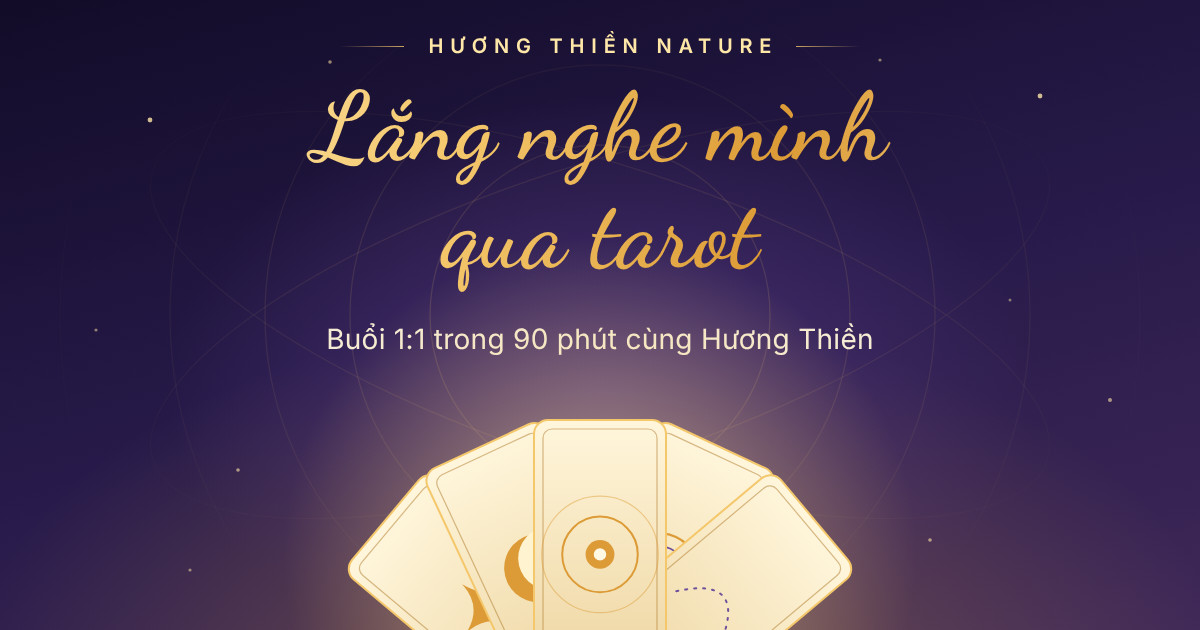 HƯƠNG THIỀN NATURE
Lắng nghe mình
qua tarot
Buổi 1:1 trong 90 phút cùng Hương Thiền